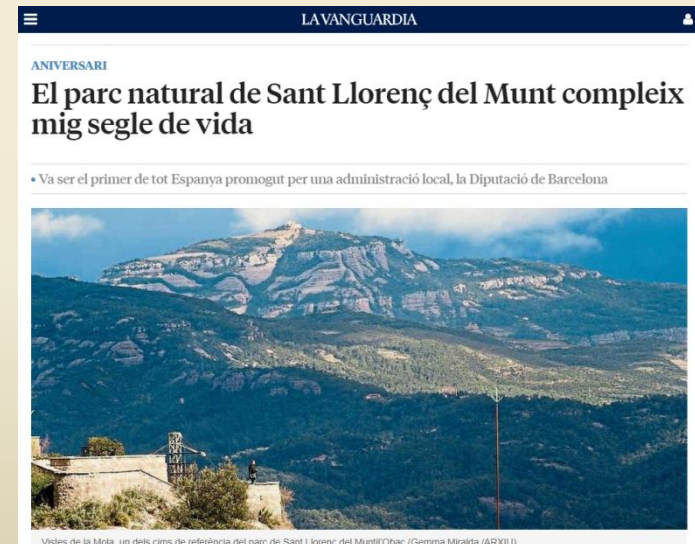 LA VANGUARDIA
ANIVERSARI
El parc natural de Sant Llorenç del Munt compleix
mig segle de vida
• Va ser el primer de tot Espanya promogut per una administració local, la Diputació de Barcelona
Vistes de la Mola, un dels cims de referència del parc de Sant Llorenç del Muntil'Obac (Gemma Miralda /ARXIU)